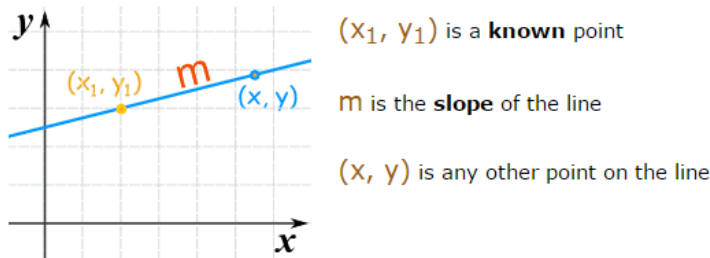 y
(x₁, y₁)
m
(x, y)
x
(x₁, y₁) is a known point
m is the slope of the line
(x, y) is any other point on the line